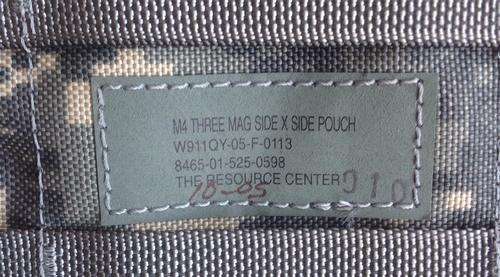 M4 THREE MAG SIDE X SIDE POUCH
W911QY-05-F-0113
8465-01-525-0598
THE RESOURCE CENTER 910
10-05